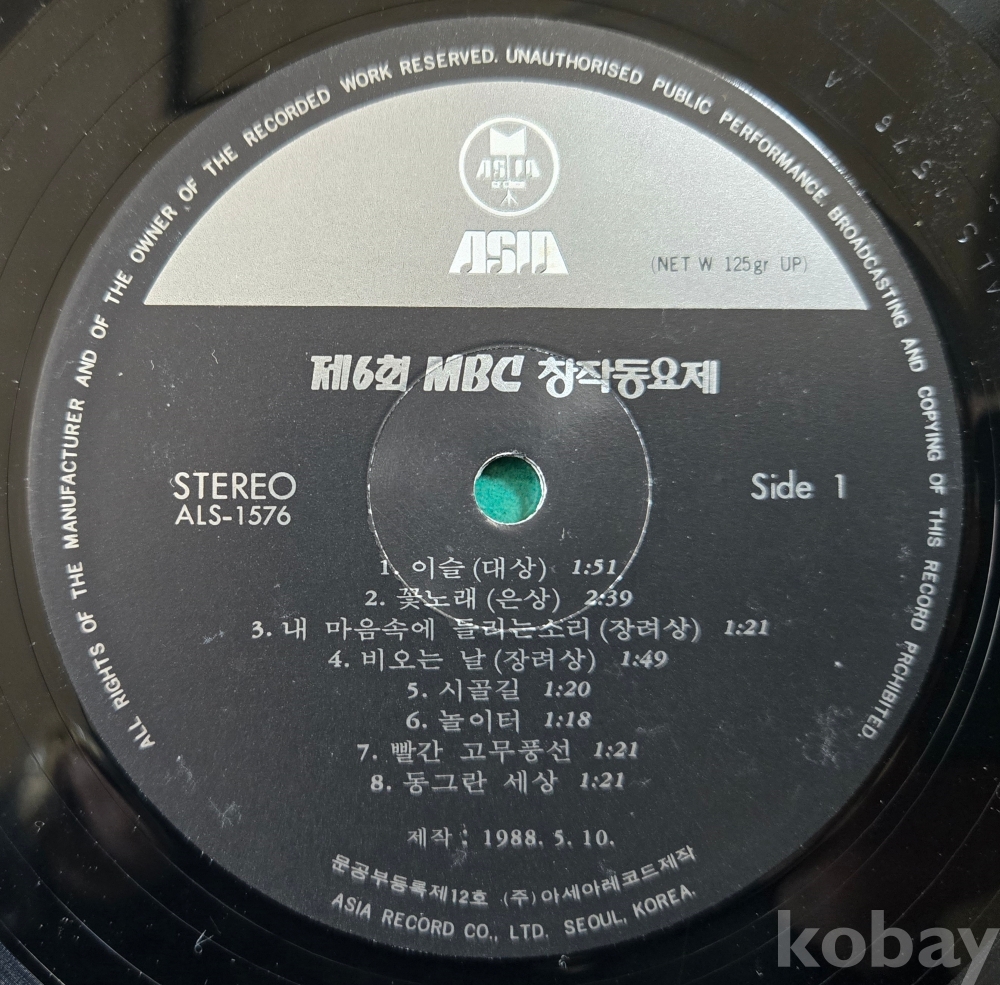 ALL RIGHTS OF THE MANUFACTURER AND OF THE OWNER OF THE RECORDED WORK RESERVED. UNAUTHORISED PUBLIC PERFORMANCE. BROADCASTING AND COPYING OF THIS RECORD PROHIBITED.
ASIA
ASIA
(NET W 125gr UP)
제6회 MBC 창작동요제
STEREO
ALS-1576
Side 1
1. 이슬(대상) 1:51
2. 꽃노래(은상) 2:39
3. 내 마음속에 들리는소리(장려상) 1:21
4. 비오는 날(장려상) 1:49
5. 시골길 1:20
6. 놀이터 1:18
7. 빨간 고무풍선 1:21
8. 동그란 세상 1:21
제작 : 1988. 5. 10.
문공부등록제12호 (주)아세아레코드제작
ASIA RECORD CO., LTD. SEOUL, KOREA.
kobay